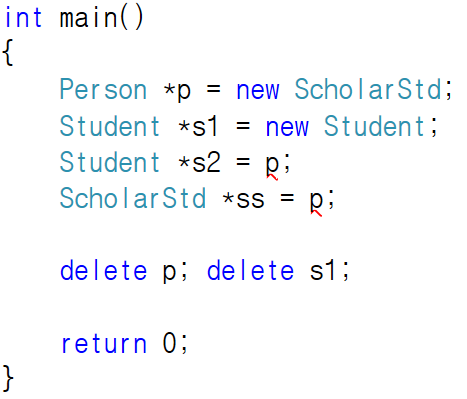 int main()
{
    Person *p = new ScholarStd;
    Student *s1 = new Student;
    Student *s2 = p;
    ScholarStd *ss = p;

    delete p; delete s1;

    return 0;
}